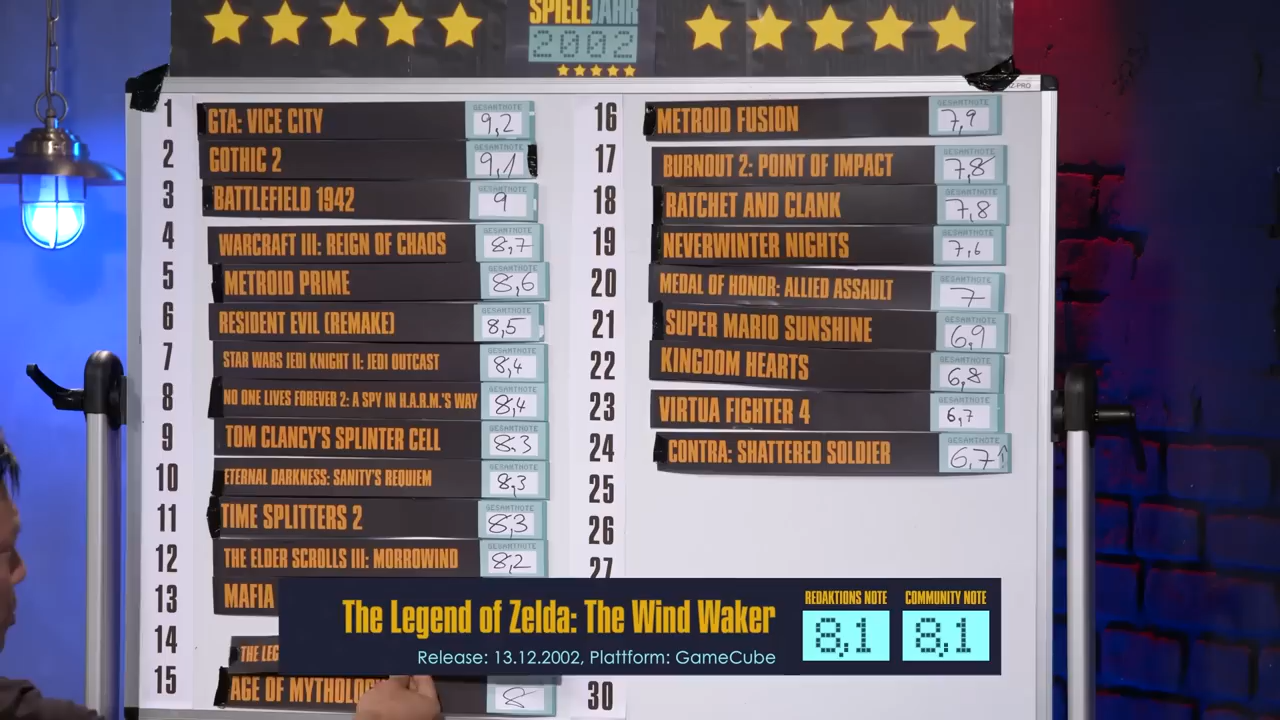 SPIELEJAHR
2002
Z-PRO
1 GTA: VICE CITY GESAMTNOTE 9,2
2 GOTHIC 2 GESAMTNOTE 9,1
3 BATTLEFIELD 1942 GESAMTNOTE 9
4 WARCRAFT III: REIGN OF CHAOS GESAMTNOTE 8,7
5 METROID PRIME GESAMTNOTE 8,6
6 RESIDENT EVIL (REMAKE) GESAMTNOTE 8,5
7 STAR WARS JEDI KNIGHT II: JEDI OUTCAST GESAMTNOTE 8,4
8 NO ONE LIVES FOREVER 2: A SPY IN H.A.R.M.'S WAY GESAMTNOTE 8,4
9 TOM CLANCY'S SPLINTER CELL GESAMTNOTE 8,3
10 ETERNAL DARKNESS: SANITY'S REQUIEM GESAMTNOTE 8,3
11 TIME SPLITTERS 2 GESAMTNOTE 8,3
12 THE ELDER SCROLLS III: MORROWIND GESAMTNOTE 8,2
13 MAFIA
14 THE LEG
15 AGE OF MYTHOLOG 8
16 METROID FUSION GESAMTNOTE 7,9
17 BURNOUT 2: POINT OF IMPACT GESAMTNOTE 7,8
18 RATCHET AND CLANK GESAMTNOTE 7,8
19 NEVERWINTER NIGHTS GESAMTNOTE 7,6
20 MEDAL OF HONOR: ALLIED ASSAULT GESAMTNOTE 7
21 SUPER MARIO SUNSHINE GESAMTNOTE 6,9
22 KINGDOM HEARTS GESAMTNOTE 6,8
23 VIRTUA FIGHTER 4 GESAMTNOTE 6,7
24 CONTRA: SHATTERED SOLDIER GESAMTNOTE 6,7↑
25
26
27
30
The Legend of Zelda: The Wind Waker
Release: 13.12.2002, Plattform: GameCube
REDAKTIONS NOTE
8,1
COMMUNITY NOTE
8,1